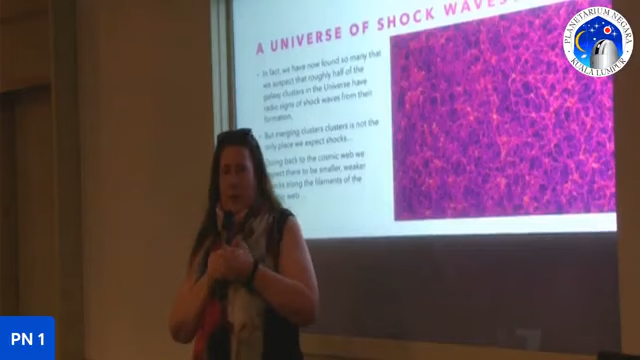 A UNIVERSE OF SHOCK WAVES
• In fact, we have now found so many that
we suspect that roughly half of the
galaxy clusters in the Universe have
radio signs of shock waves from their
formation.
• But merging clusters clusters is not the
only place we expect shocks…
Going back to the cosmic web we
expect there to be smaller, weaker
shocks along the filaments of the
web…
PLANETARIUM NEGARA
KUALA LUMPUR
PN 1